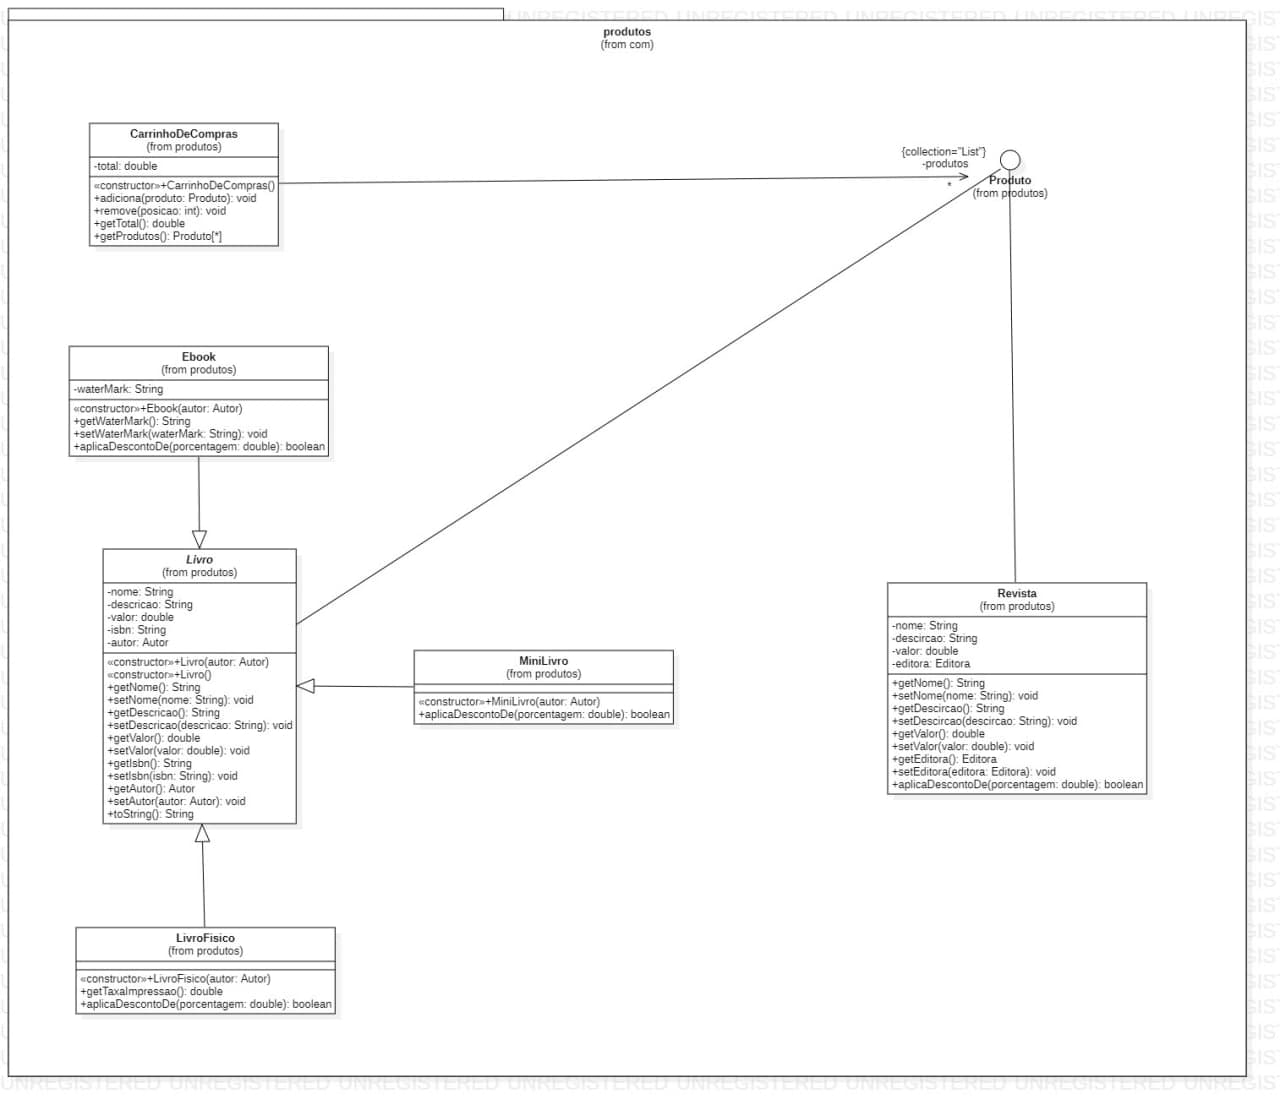 UNREGISTERED UNREGISTERED UNREGISTERED UNREGISTERED UNREGIS
produtos
(from com)
CarrinhoDeCompras
(from produtos)
-total: double
«constructor»+CarrinhoDeCompras()
+adiciona(produto: Produto): void
+remove(posicao: int): void
+getTotal(): double
+getProdutos(): Produto[*]
{collection="List"}
-produtos
*
Produto
(from produtos)
Ebook
(from produtos)
-waterMark: String
«constructor»+Ebook(autor: Autor)
+getWaterMark(): String
+setWaterMark(waterMark: String): void
+aplicaDescontoDe(porcentagem: double): boolean
Livro
(from produtos)
-nome: String
-descricao: String
-valor: double
-isbn: String
-autor: Autor
«constructor»+Livro(autor: Autor)
«constructor»+Livro()
+getNome(): String
+setNome(nome: String): void
+getDescricao(): String
+setDescricao(descricao: String): void
+getValor(): double
+setValor(valor: double): void
+getIsbn(): String
+setIsbn(isbn: String): void
+getAutor(): Autor
+setAutor(autor: Autor): void
+toString(): String
MiniLivro
(from produtos)
«constructor»+MiniLivro(autor: Autor)
+aplicaDescontoDe(porcentagem: double): boolean
Revista
(from produtos)
-nome: String
-descircao: String
-valor: double
-editora: Editora
+getNome(): String
+setNome(nome: String): void
+getDescircao(): String
+setDescircao(descircao: String): void
+getValor(): double
+setValor(valor: double): void
+getEditora(): Editora
+setEditora(editora: Editora): void
+aplicaDescontoDe(porcentagem: double): boolean
LivroFisico
(from produtos)
«constructor»+LivroFisico(autor: Autor)
+getTaxaImpressao(): double
+aplicaDescontoDe(porcentagem: double): boolean
UNREGISTERED UNREGISTERED UNREGISTERED UNREGISTERED UNREGISTERED UNREGISTERED UNREGISTERED UNREGIS